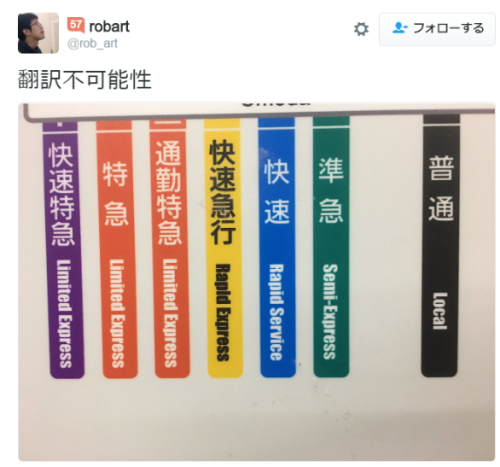 57 robart
@rob_art
フォローする
翻訳不可能性
快速特急 Limited Express
特急 Limited Express
通勤特急 Limited Express
快速急行 Rapid Express
快速 Rapid Service
準急 Semi-Express
普通 Local